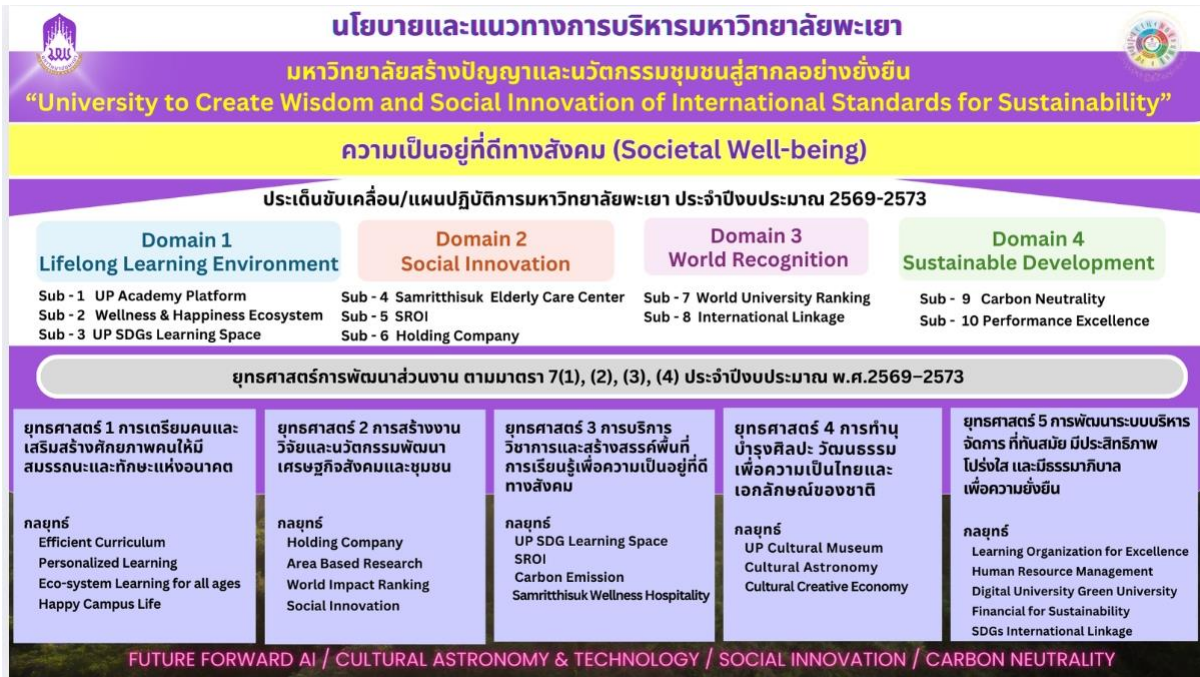 นโยบายและแนวทางการบริหารมหาวิทยาลัยพะเยา
มหาวิทยาลัยสร้างปัญญาและนวัตกรรมชุมชนสู่สากลอย่างยั่งยืน
“University to Create Wisdom and Social Innovation of International Standards for Sustainability”
ความเป็นอยู่ที่ดีทางสังคม (Societal Well-being)
ประเด็นขับเคลื่อน/แผนปฏิบัติการมหาวิทยาลัยพะเยา ประจำปีงบประมาณ 2569-2573
Domain 1
Lifelong Learning Environment
Sub - 1 UP Academy Platform
Sub - 2 Wellness & Happiness Ecosystem
Sub - 3 UP SDGs Learning Space
Domain 2
Social Innovation
Sub - 4 Samritthisuk Elderly Care Center
Sub - 5 SROI
Sub - 6 Holding Company
Domain 3
World Recognition
Sub - 7 World University Ranking
Sub - 8 International Linkage
Domain 4
Sustainable Development
Sub - 9 Carbon Neutrality
Sub - 10 Performance Excellence
ยุทธศาสตร์การพัฒนาส่วนงาน ตามมาตรา 7(1), (2), (3), (4) ประจำปีงบประมาณ พ.ศ.2569–2573
ยุทธศาสตร์ 1 การเตรียมคนและ
เสริมสร้างศักยภาพคนให้มี
สมรรถนะและทักษะแห่งอนาคต
กลยุทธ์
Efficient Curriculum
Personalized Learning
Eco-system Learning for all ages
Happy Campus Life
ยุทธศาสตร์ 2 การสร้างงาน
วิจัยและนวัตกรรมพัฒนา
เศรษฐกิจสังคมและชุมชน
กลยุทธ์
Holding Company
Area Based Research
World Impact Ranking
Social Innovation
ยุทธศาสตร์ 3 การบริการ
วิชาการและสร้างสรรค์พื้นที่
การเรียนรู้เพื่อความเป็นอยู่ที่ดี
ทางสังคม
กลยุทธ์
UP SDG Learning Space
SROI
Carbon Emission
Samritthisuk Wellness Hospitality
ยุทธศาสตร์ 4 การทำนุ
บำรุงศิลปะ วัฒนธรรม
เพื่อความเป็นไทยและ
เอกลักษณ์ของชาติ
กลยุทธ์
UP Cultural Museum
Cultural Astronomy
Cultural Creative Economy
ยุทธศาสตร์ 5 การพัฒนาระบบบริหาร
จัดการ ที่ทันสมัย มีประสิทธิภาพ
โปร่งใส และมีธรรมาภิบาล
เพื่อความยั่งยืน
กลยุทธ์
Learning Organization for Excellence
Human Resource Management
Digital University Green University
Financial for Sustainability
SDGs International Linkage
FUTURE FORWARD AI / CULTURAL ASTRONOMY & TECHNOLOGY / SOCIAL INNOVATION / CARBON NEUTRALITY